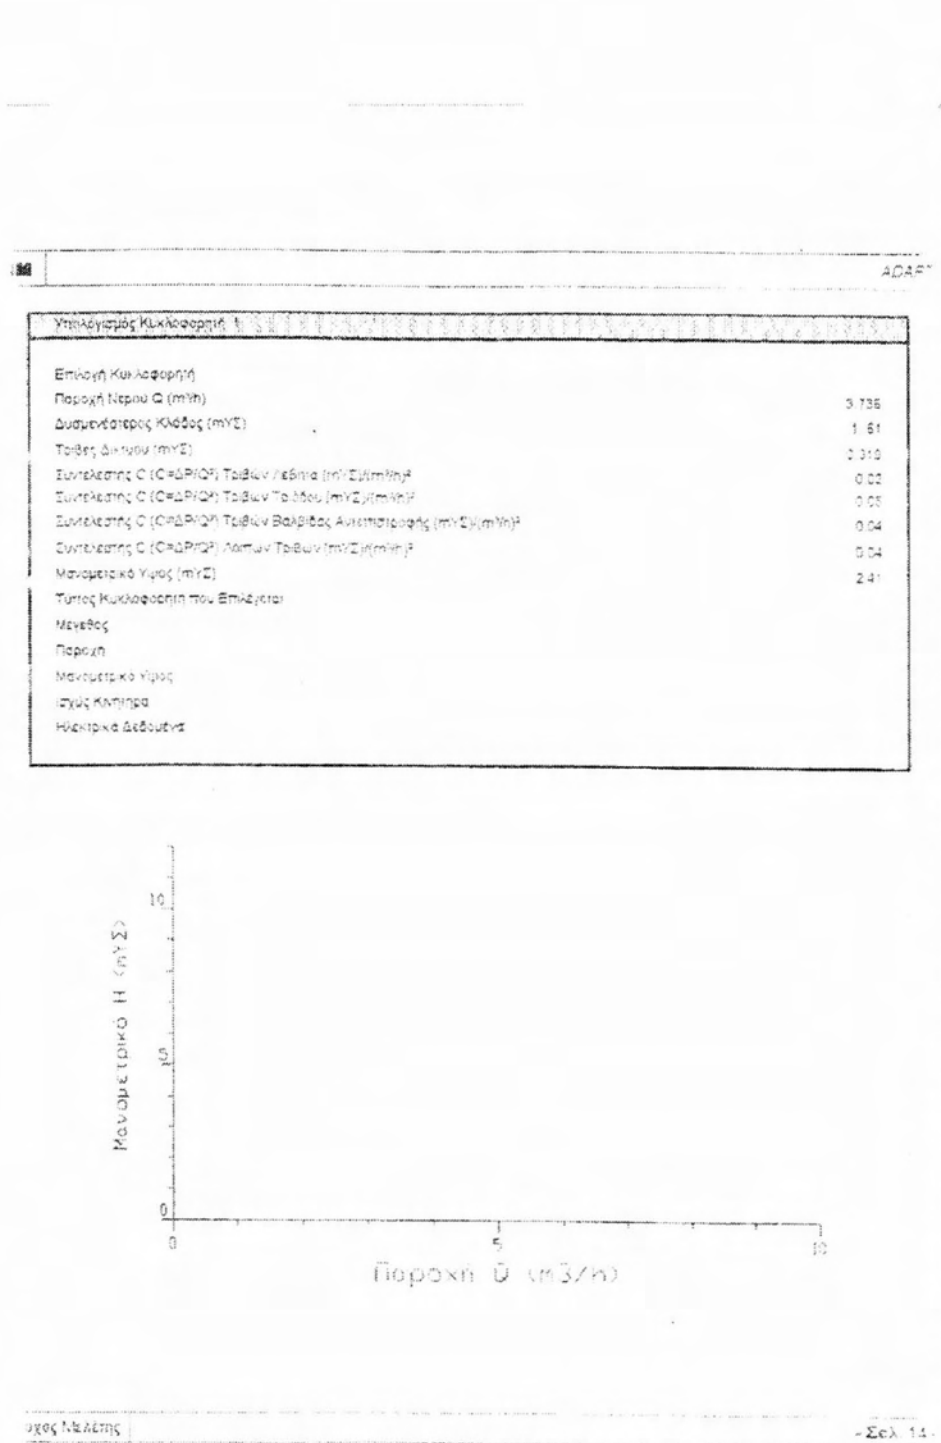 ADAPT
Υπολογισμός Κυκλοφορητή 1
Επιλογή Κυκλοφορητή
Παροχή Νερού Q (m³/h) 3.736
Δυσμενέστερος Κλάδος (mΥΣ) 1.61
Τριβές Δικτύου (mΥΣ) 0.310
Συντελεστής C (C=ΔP/Q²) Τριβών Λέβητα (mΥΣ)/(m³/h)² 0.02
Συντελεστής C (C=ΔP/Q²) Τριβών Τριόδου (mΥΣ)/(m³/h)² 0.05
Συντελεστής C (C=ΔP/Q²) Τριβών Βαλβίδας Αντεπιστροφής (mΥΣ)/(m³/h)² 0.04
Συντελεστής C (C=ΔP/Q²) Λοιπών Τριβών (mΥΣ)/(m³/h)² 0.04
Μανομετρικό Υψος (mΥΣ) 2.41
Τύπος Κυκλοφορητή που Επιλέγεται
Μέγεθος
Παροχή
Μανομετρικό Υψος
Ισχύς Κινητήρα
Ηλεκτρικά Δεδομένα
Μανομετρικό Η (mΥΣ)
10
5
0
0 5 10
Παροχή Q (m3/h)
υχος Μελέτης - Σελ. 14 -